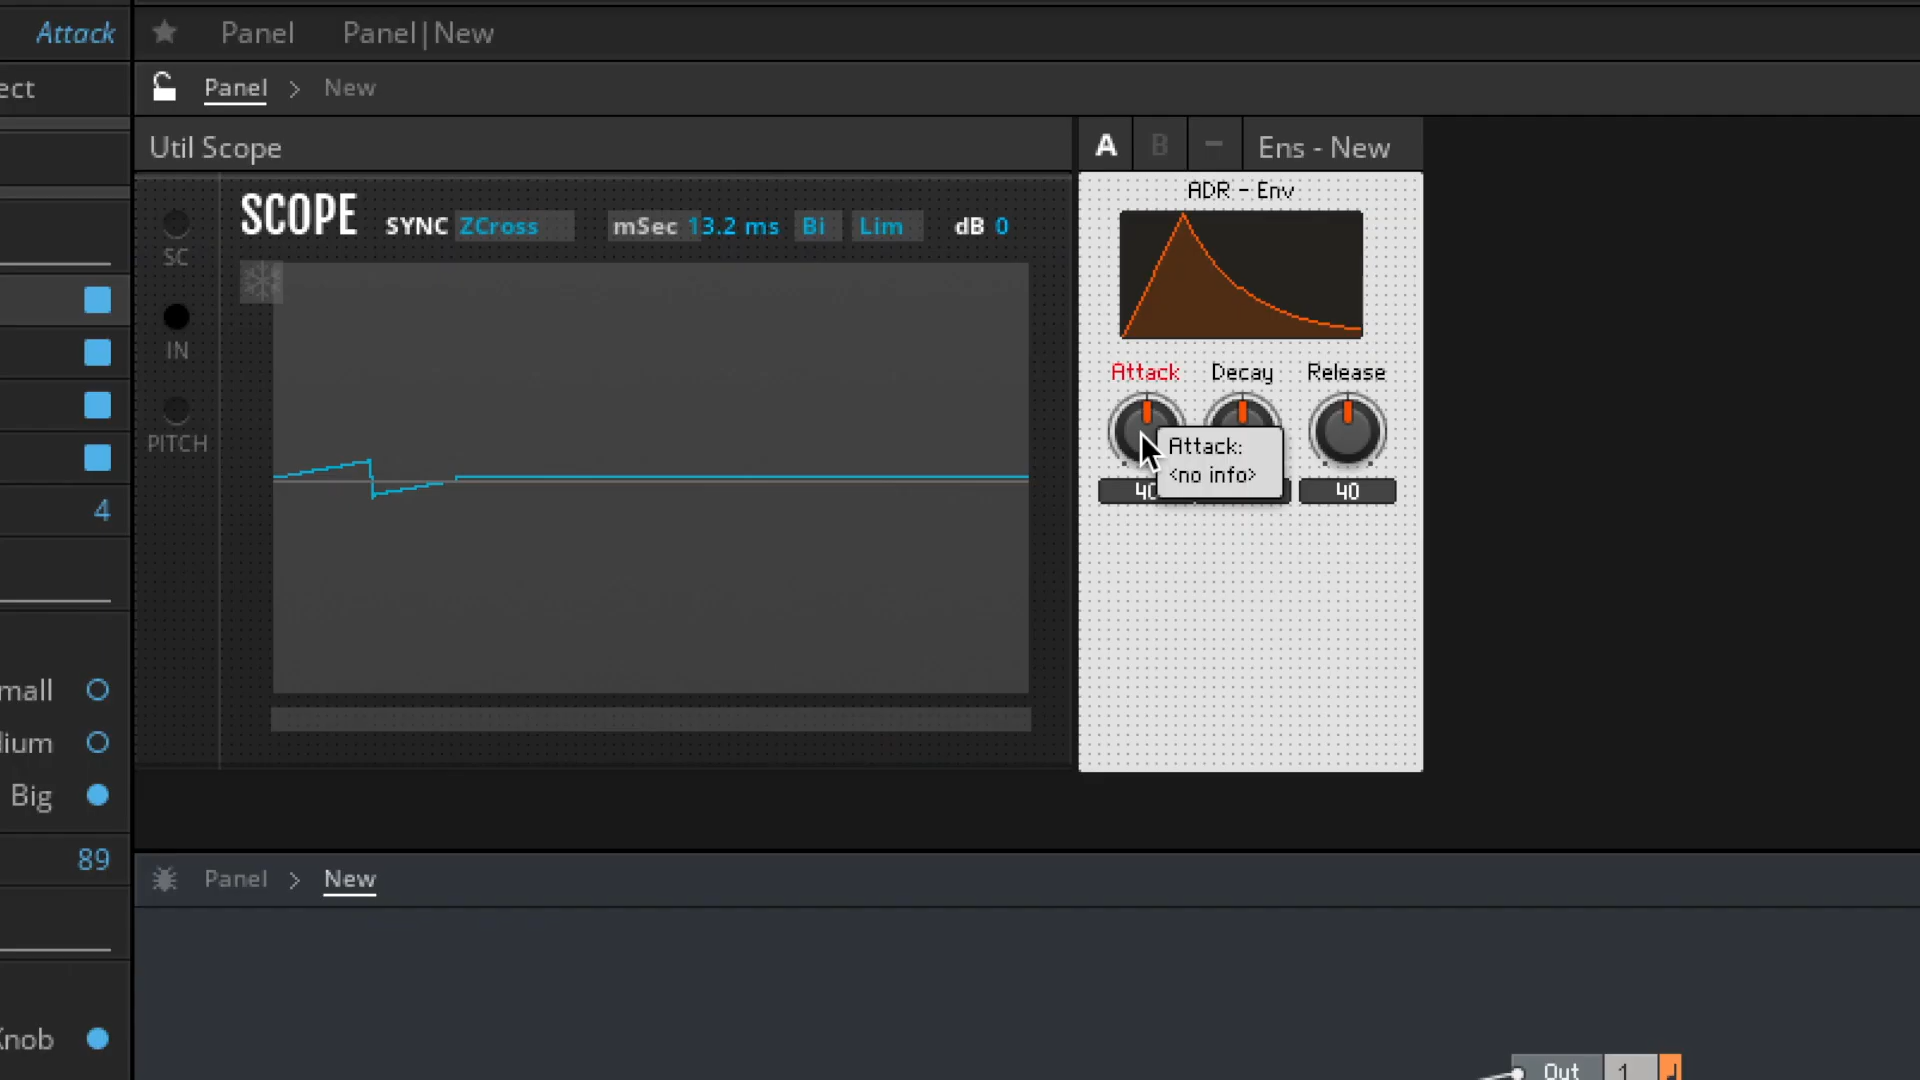 Attack
Panel
Panel|New
ect
Panel > New
Util Scope
A B - Ens - New
SCOPE SYNC ZCross mSec 13.2 ms Bi Lim dB 0
ADR - Env
SC
IN
PITCH
Attack Decay Release
Attack:
<no info>
40
40
4
mall
dium
Big
89
Panel > New
Knob
Out 1